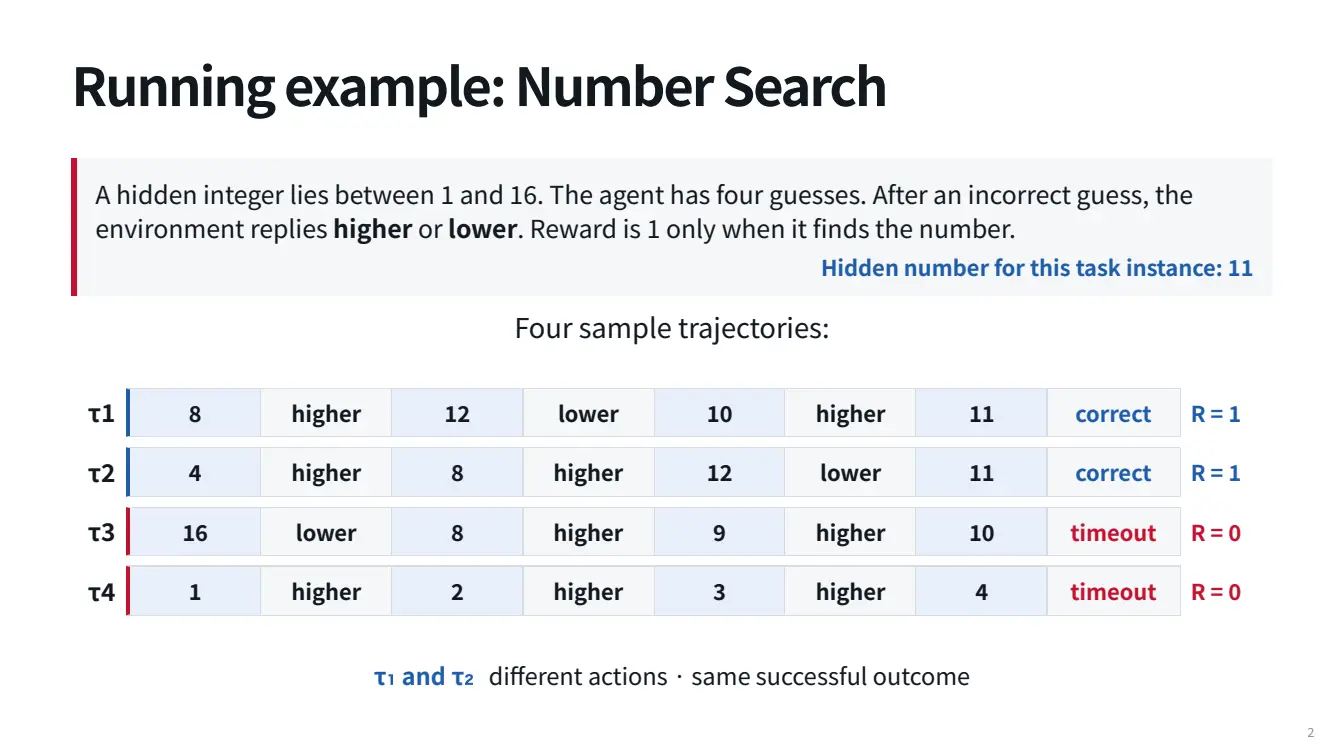 Running example: Number Search
A hidden integer lies between 1 and 16. The agent has four guesses. After an incorrect guess, the
environment replies higher or lower. Reward is 1 only when it finds the number.
Hidden number for this task instance: 11
Four sample trajectories:
τ1 8 higher 12 lower 10 higher 11 correct R = 1
τ2 4 higher 8 higher 12 lower 11 correct R = 1
τ3 16 lower 8 higher 9 higher 10 timeout R = 0
τ4 1 higher 2 higher 3 higher 4 timeout R = 0
τ₁ and τ₂ different actions · same successful outcome
2